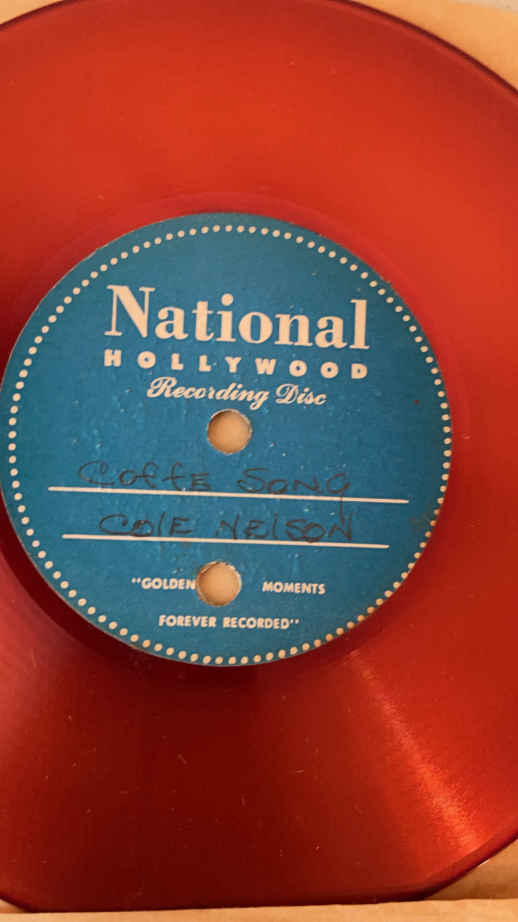 National
HOLLYWOOD
Recording Disc
COffE SONg
COlE NElSON
"GOLDEN MOMENTS
FOREVER RECORDED"